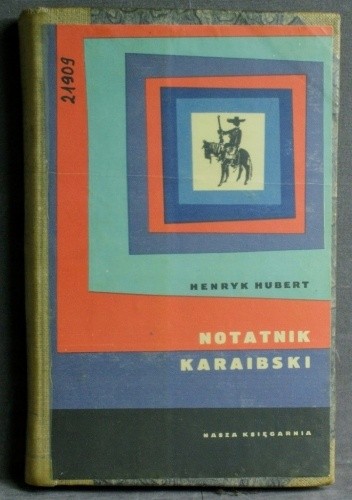 21909
HENRYK HUBERT
NOTATNIK
KARAIBSKI
NASZA KSIĘGARNIA